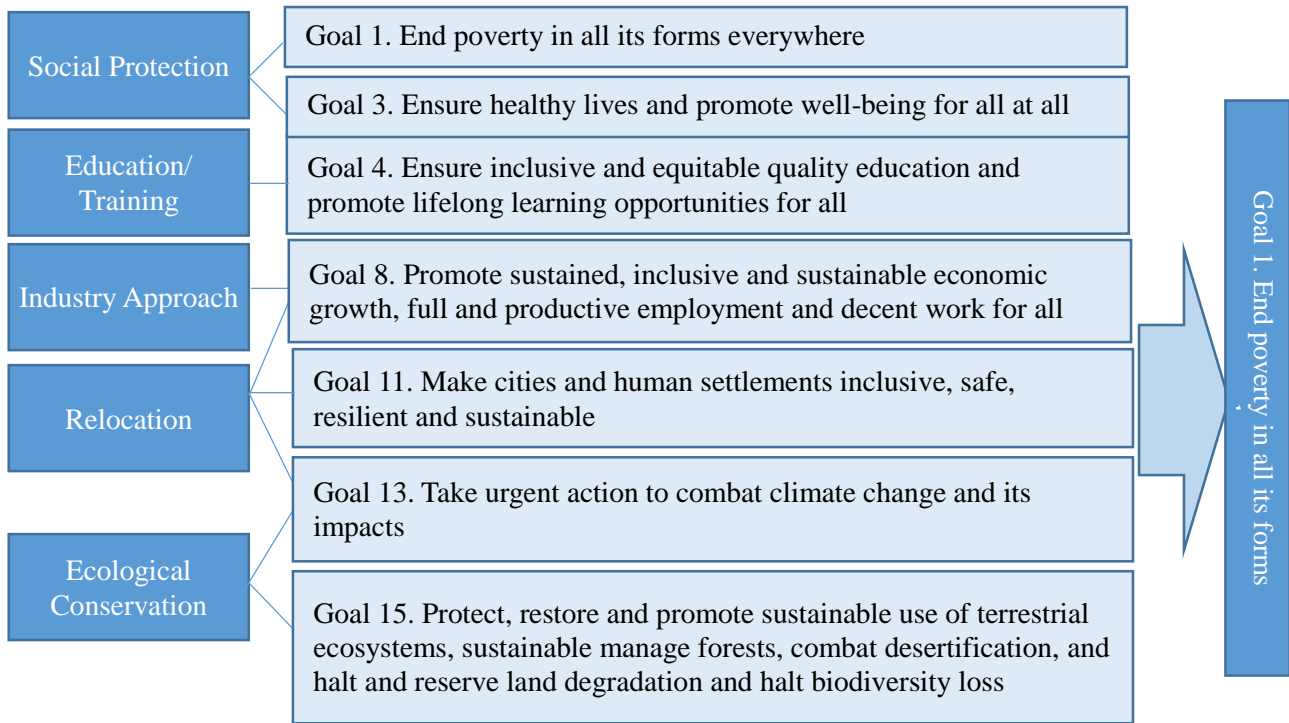 Social Protection
Goal 1. End poverty in all its forms everywhere
Goal 3. Ensure healthy lives and promote well-being for all at all
Education/
Training
Goal 4. Ensure inclusive and equitable quality education and
promote lifelong learning opportunities for all
Industry Approach
Goal 8. Promote sustained, inclusive and sustainable economic
growth, full and productive employment and decent work for all
Relocation
Goal 11. Make cities and human settlements inclusive, safe,
resilient and sustainable
Goal 13. Take urgent action to combat climate change and its
impacts
Ecological
Conservation
Goal 15. Protect, restore and promote sustainable use of terrestrial
ecosystems, sustainable manage forests, combat desertification, and
halt and reserve land degradation and halt biodiversity loss
Goal 1. End poverty in all its forms